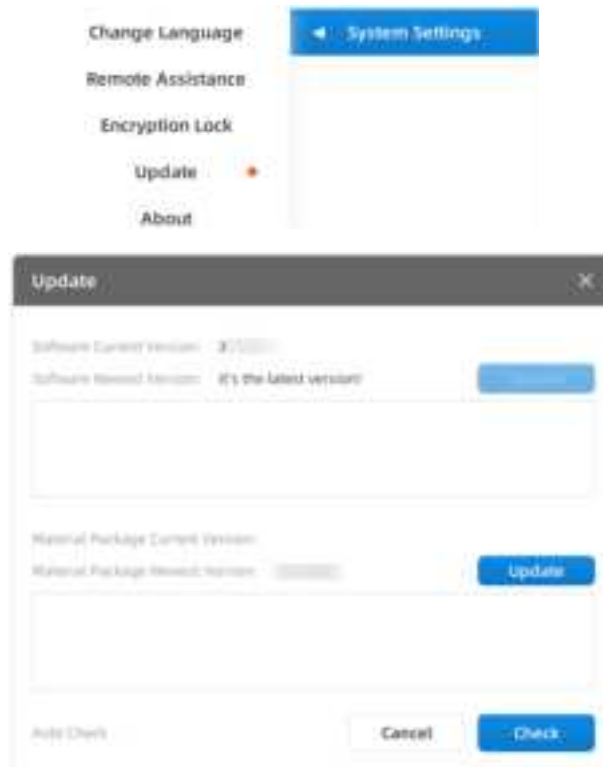 Change Language
System Settings
Remote Assistance
Encryption Lock
Update
About
Update
Software Current Version: 3
Software Newest Version: It's the latest version!
Material Package Current Version:
Material Package Newest Version:
Update
Auto Check
Cancel
Check